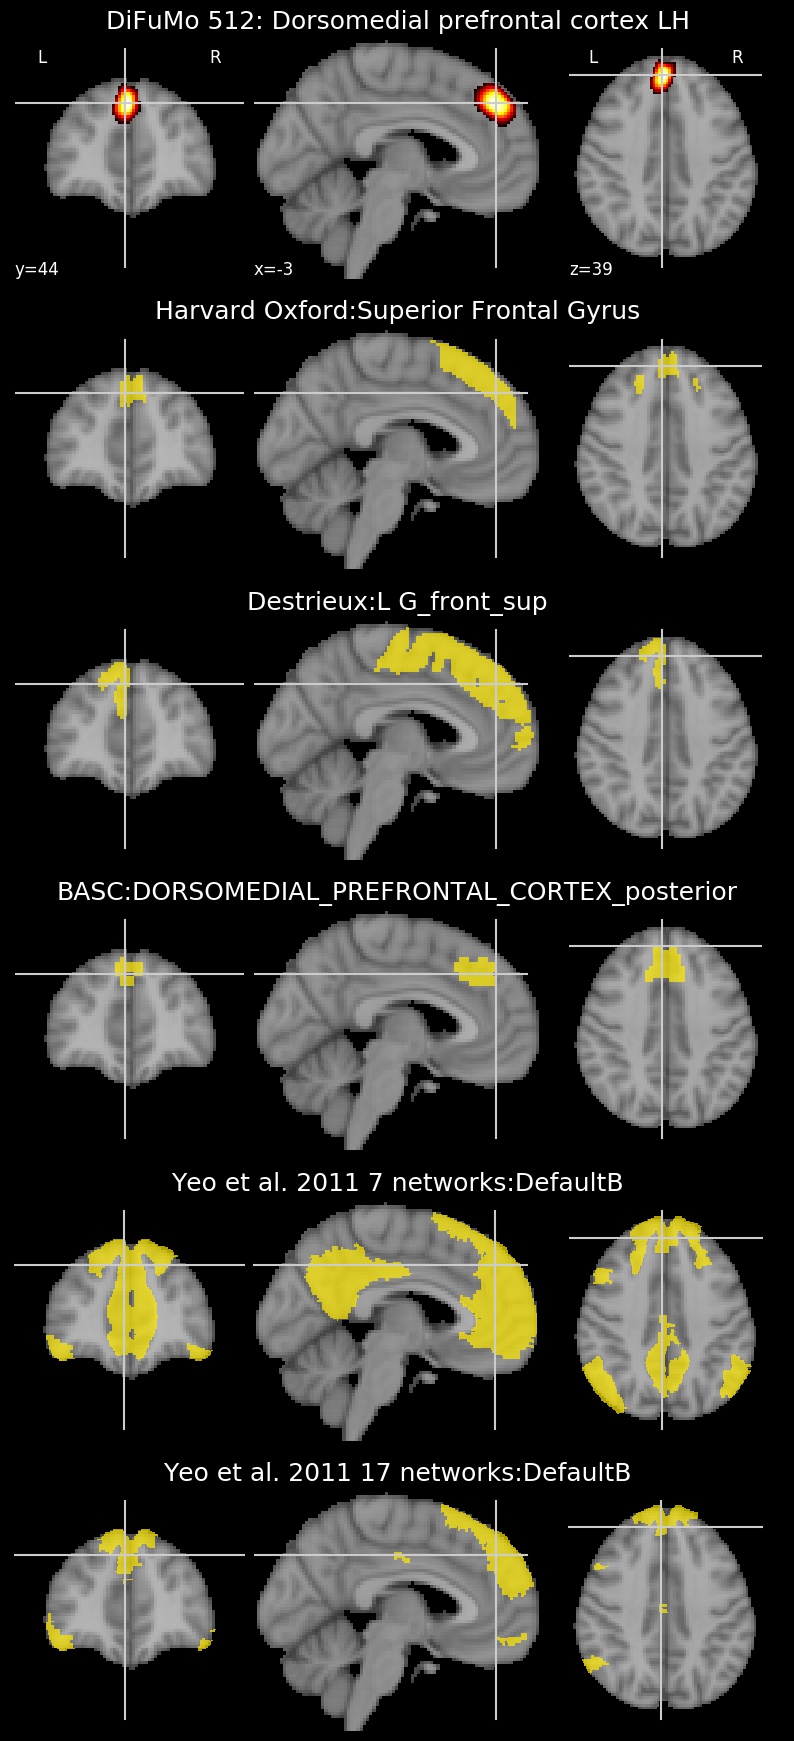 DiFuMo 512: Dorsomedial prefrontal cortex LH
L R L R
y=44 x=-3 z=39
Harvard Oxford:Superior Frontal Gyrus
Destrieux:L G_front_sup
BASC:DORSOMEDIAL_PREFRONTAL_CORTEX_posterior
Yeo et al. 2011 7 networks:DefaultB
Yeo et al. 2011 17 networks:DefaultB